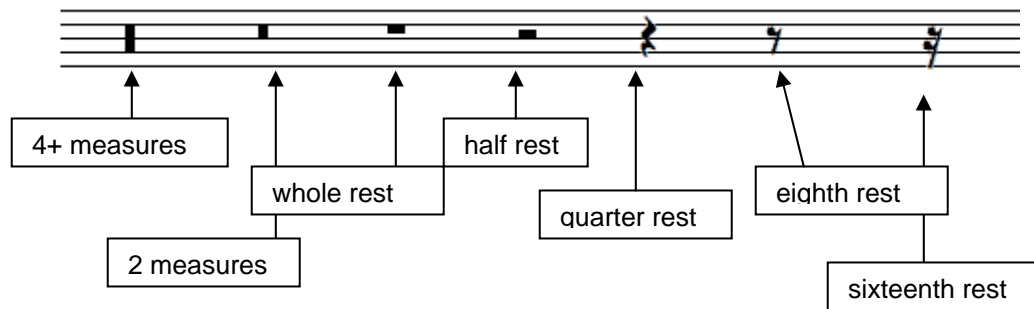 4+ measures
half rest
whole rest
eighth rest
quarter rest
2 measures
sixteenth rest